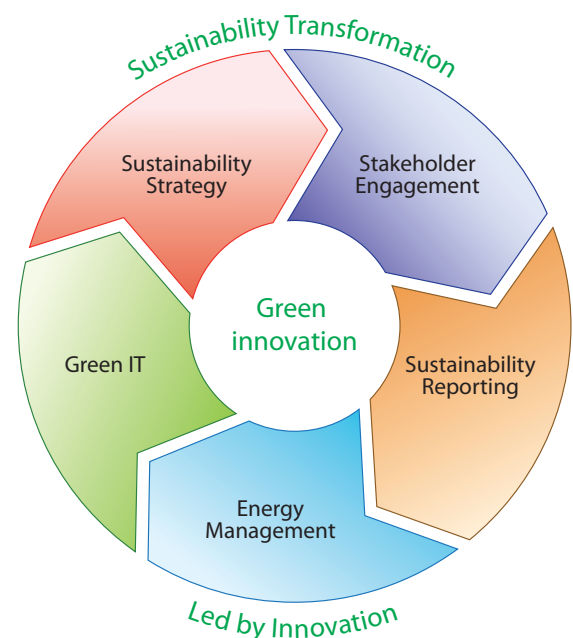 Sustainability Transformation
Sustainability
Strategy
Stakeholder
Engagement
Green
innovation
Green IT
Sustainability
Reporting
Energy
Management
Led by Innovation